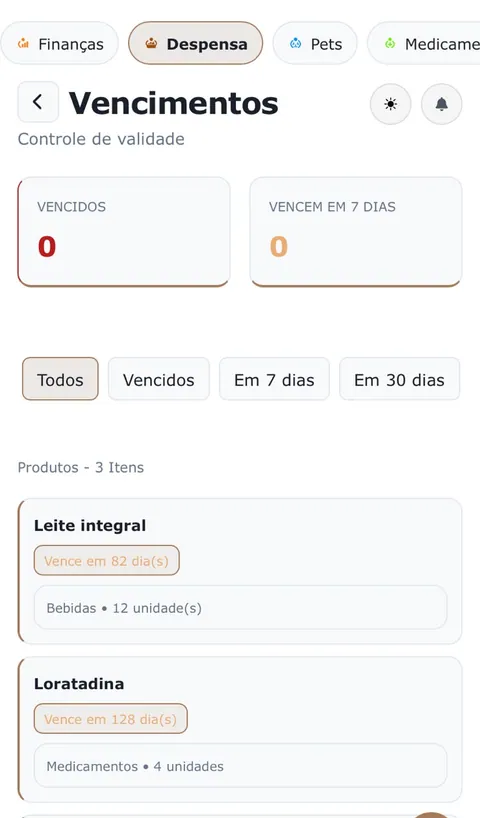 Finanças Despensa Pets Medicame
Vencimentos
Controle de validade
VENCIDOS VENCEM EM 7 DIAS
0 0
Todos Vencidos Em 7 dias Em 30 dias
Produtos - 3 Itens
Leite integral
Vence em 82 dia(s)
Bebidas • 12 unidade(s)
Loratadina
Vence em 128 dia(s)
Medicamentos • 4 unidades